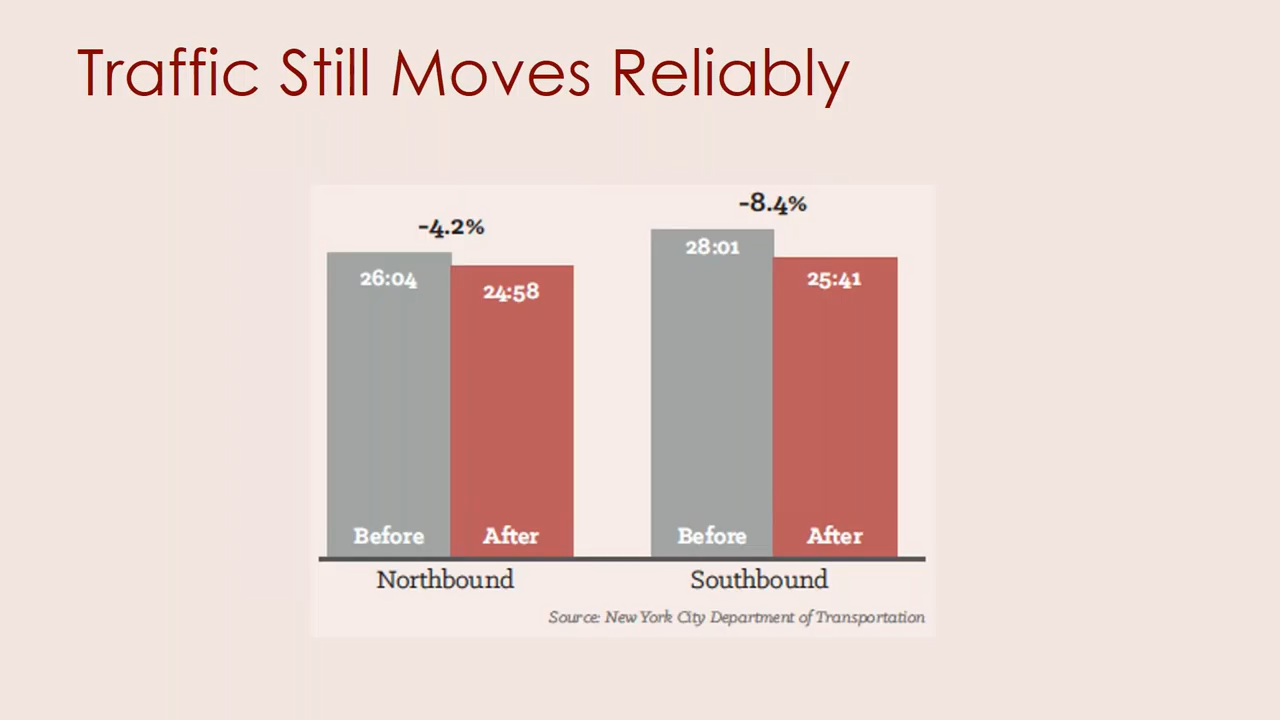 Traffic Still Moves Reliably
-4.2%
-8.4%
26:04
24:58
28:01
25:41
Before
After
Before
After
Northbound
Southbound
Source: New York City Department of Transportation